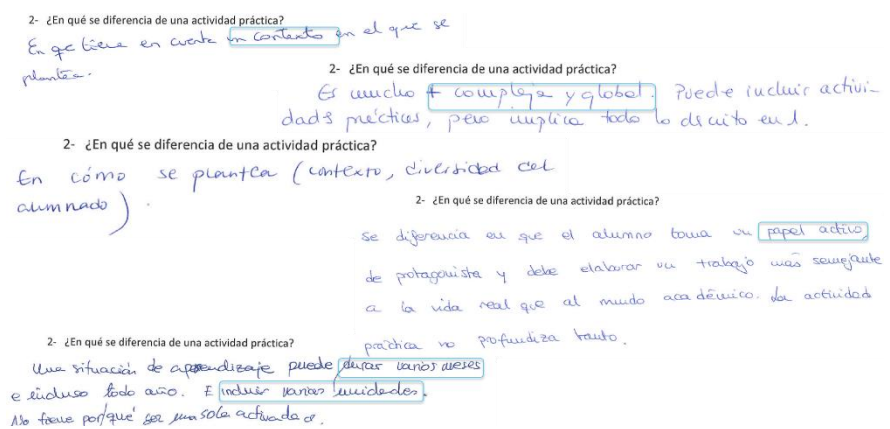 2- ¿En qué se diferencia de una actividad práctica?
En qe tiene en cuenta un contexto en el que se
plantea.
2- ¿En qué se diferencia de una actividad práctica?
Es mucho + compleja y global. Puede incluir activi-
dads prácticas, pero implica todo lo dscrito en 1.
2- ¿En qué se diferencia de una actividad práctica?
En cómo se plantea (contexto, diversidad del
alumnado).
2- ¿En qué se diferencia de una actividad práctica?
Se diferencia en que el alumno toma un papel activo,
de protagonista y debe elaborar un trabajo más semejante
a la vida real que al mundo académico. La actividad
práctica no profundiza tanto.
2- ¿En qué se diferencia de una actividad práctica?
Una situación de aprendizaje puede durar varios meses
e incluso todo año. E incluir varias unidades.
No tiene porqué ser una sola actividad.